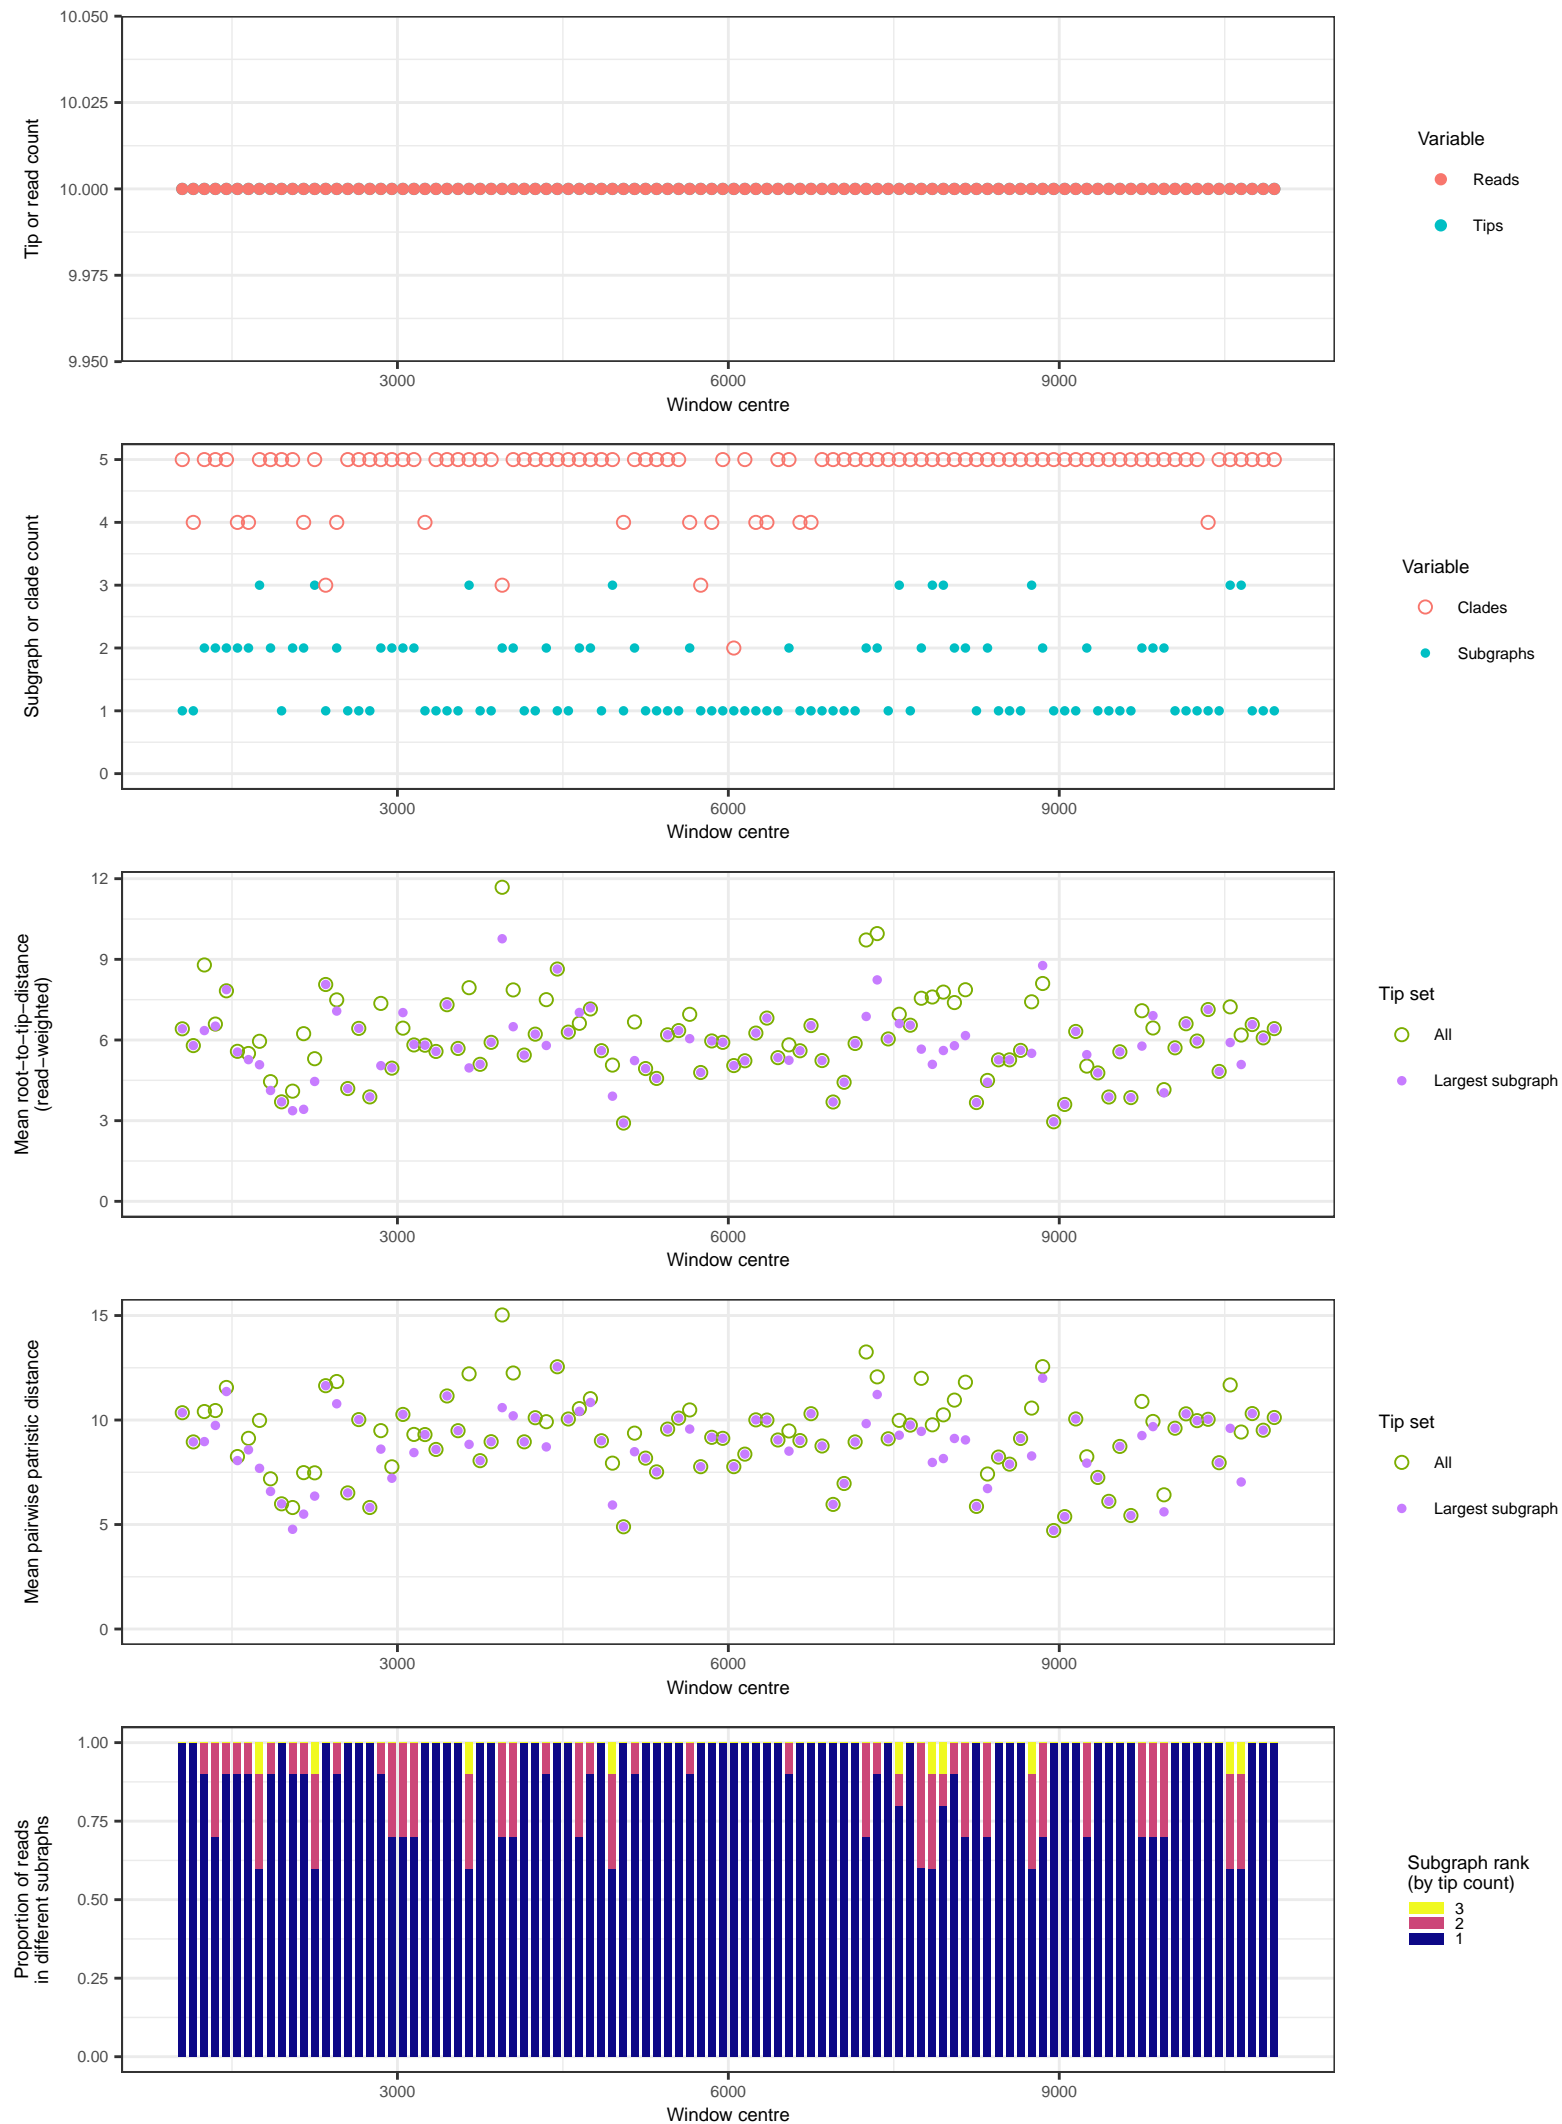 10.050
10.025
10.000
9.975
9.950
Tip or read count
3000 6000 9000
Window centre
Variable
Reads
Tips
5
4
3
2
1
0
Subgraph or clade count
3000 6000 9000
Window centre
Variable
Clades
Subgraphs
12
9
6
3
0
Mean root−to−tip−distance
(read−weighted)
3000 6000 9000
Window centre
Tip set
All
Largest subgraph
15
10
5
0
Mean pairwise patristic distance
3000 6000 9000
Window centre
Tip set
All
Largest subgraph
1.00
0.75
0.50
0.25
0.00
Proportion of reads
in different subraphs
3000 6000 9000
Window centre
Subgraph rank
(by tip count)
3
2
1